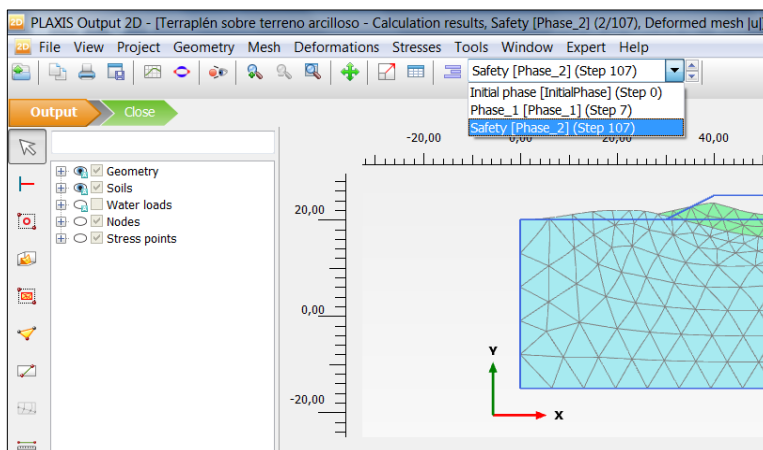 PLAXIS Output 2D - [Terraplén sobre terreno arcilloso - Calculation results, Safety [Phase_2] (2/107), Deformed mesh |u|
2D File View Project Geometry Mesh Deformations Stresses Tools Window Expert Help
Safety [Phase_2] (Step 107)
Initial phase [InitialPhase] (Step 0)
Phase_1 [Phase_1] (Step 7)
Safety [Phase_2] (Step 107)
Output Close
-20,00 0,00 20,00 40,00
Geometry
Soils
Water loads
Nodes
Stress points
20,00
0,00
-20,00
Y
X